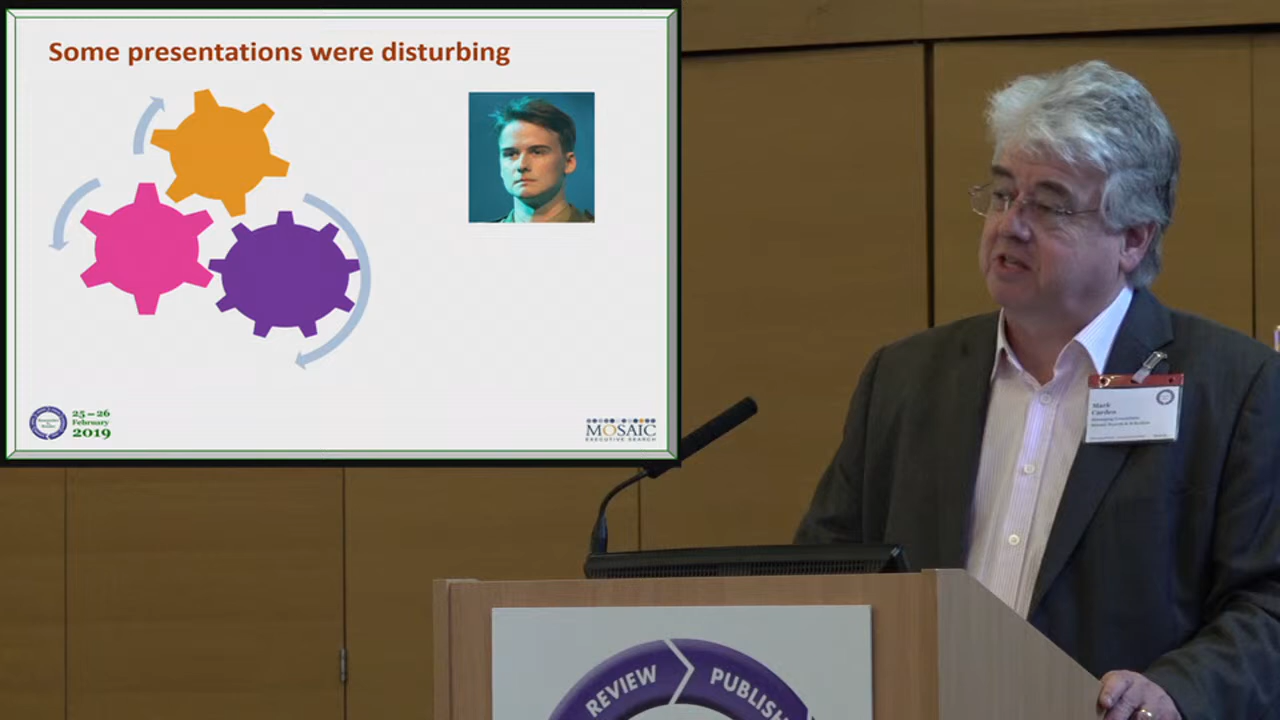 Some presentations were disturbing
25 – 26
February
2019
MOSAIC
EXECUTIVE SEARCH
Mark
Carden
REVIEW
PUBLISH